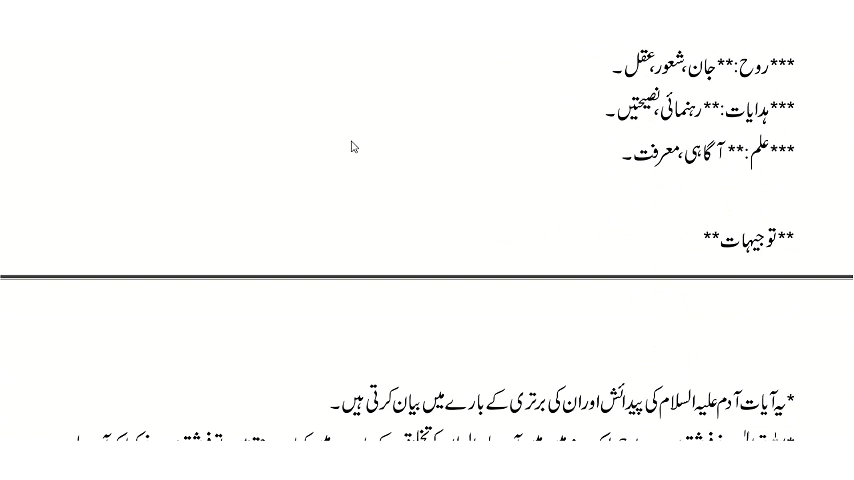 ***روح:** جان، شعور، عقل۔
***ہدایات:** رہنمائی، نصیحتیں۔
***علم:** آگاہی، معرفت۔
**توجیہات**
*یہ آیات آدم علیہ السلام کی پیدائش اور ان کی برتری کے بارے میں بیان کرتی ہیں۔